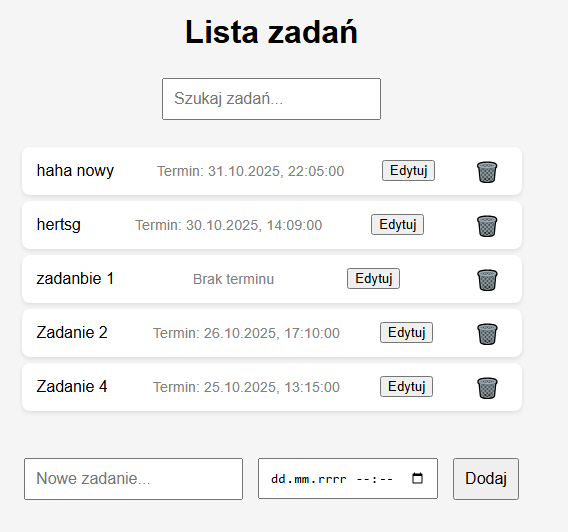 Lista zadań
Szukaj zadań...
haha nowy Termin: 31.10.2025, 22:05:00 Edytuj
hertsg Termin: 30.10.2025, 14:09:00 Edytuj
zadanbie 1 Brak terminu Edytuj
Zadanie 2 Termin: 26.10.2025, 17:10:00 Edytuj
Zadanie 4 Termin: 25.10.2025, 13:15:00 Edytuj
Nowe zadanie... dd.mm.rrrr --:-- Dodaj